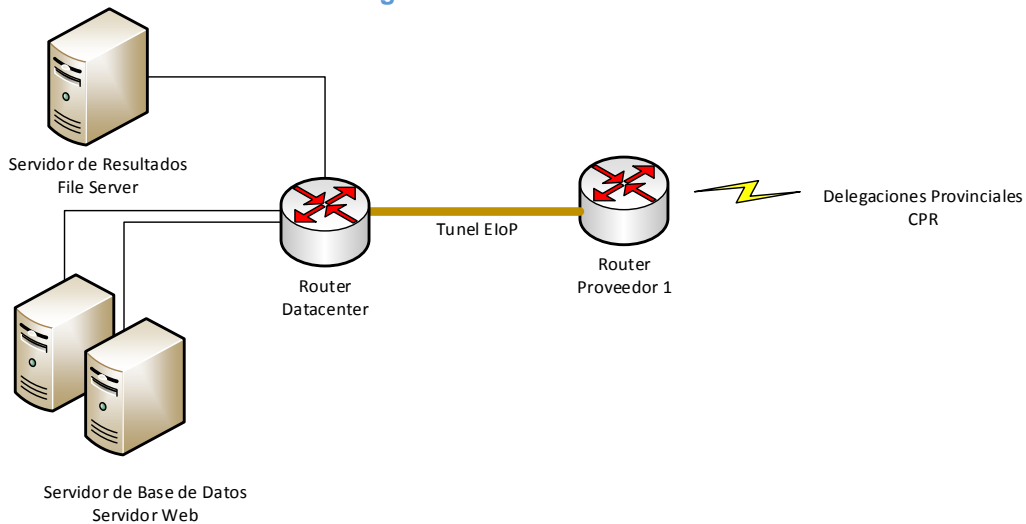 Servidor de Resultados
File Server
Tunel EIoP
Delegaciones Provinciales
CPR
Router
Datacenter
Router
Proveedor 1
Servidor de Base de Datos
Servidor Web